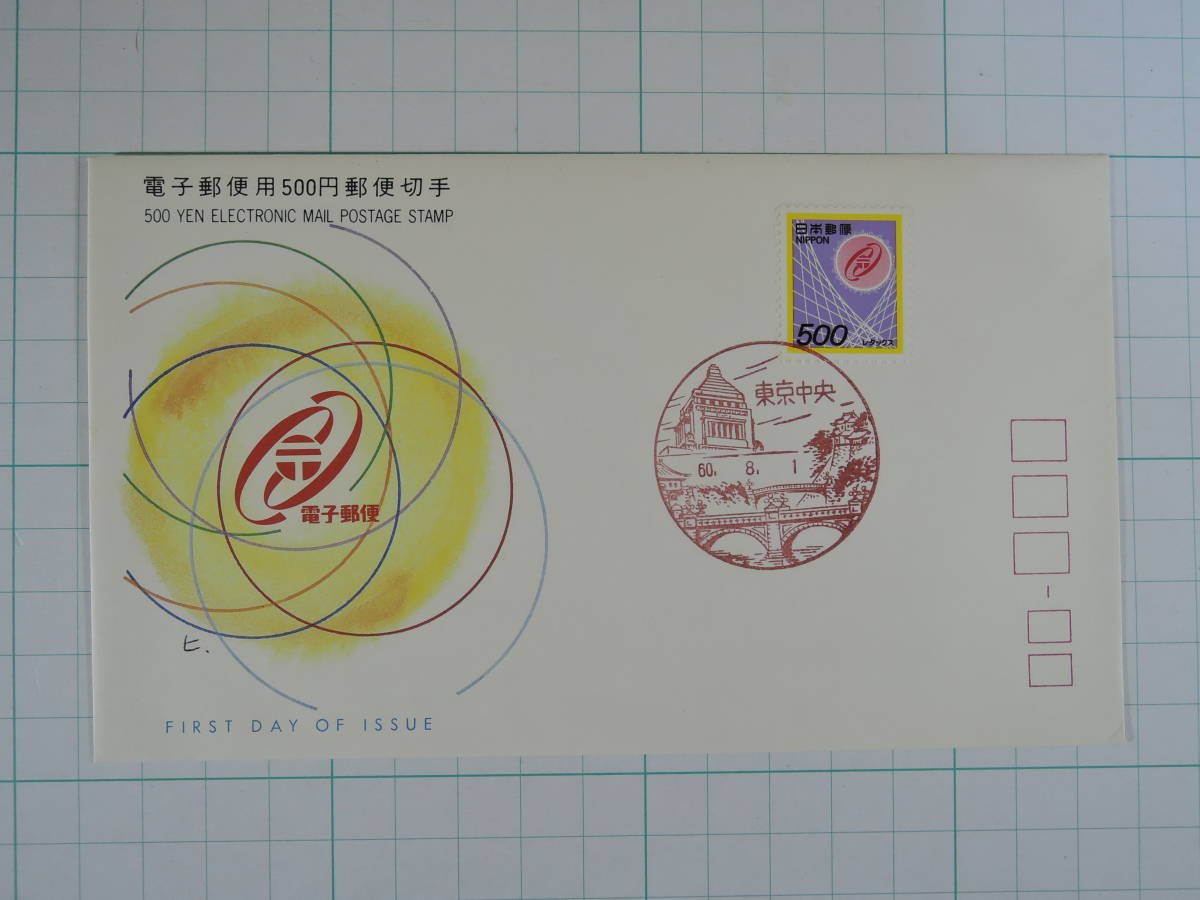 電子郵便用500円郵便切手
500 YEN ELECTRONIC MAIL POSTAGE STAMP
日本郵便
NIPPON
500
レタックス
東京中央
60. 8. 1
電子郵便
ヒ.
FIRST DAY OF ISSUE